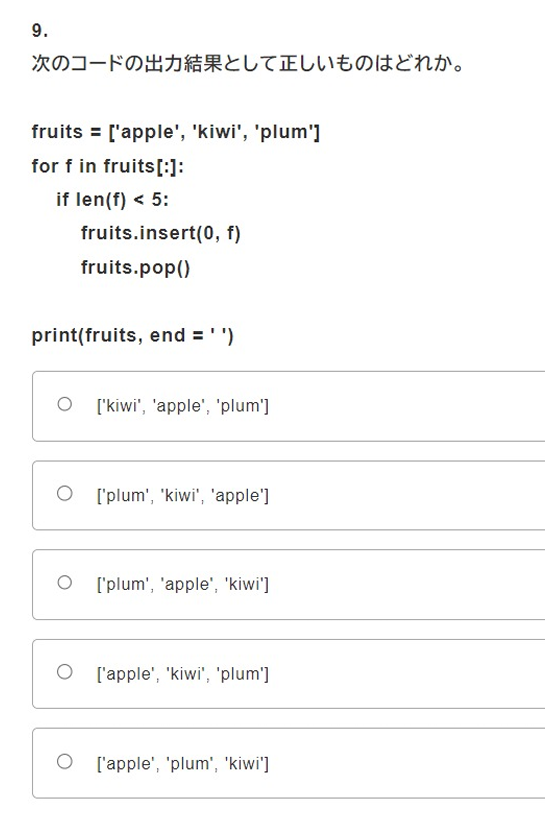 9.
次のコードの出力結果として正しいものはどれか。
fruits = ['apple', 'kiwi', 'plum']
for f in fruits[:]:
    if len(f) < 5:
        fruits.insert(0, f)
        fruits.pop()
print(fruits, end = ' ')
['kiwi', 'apple', 'plum']
['plum', 'kiwi', 'apple']
['plum', 'apple', 'kiwi']
['apple', 'kiwi', 'plum']
['apple', 'plum', 'kiwi']